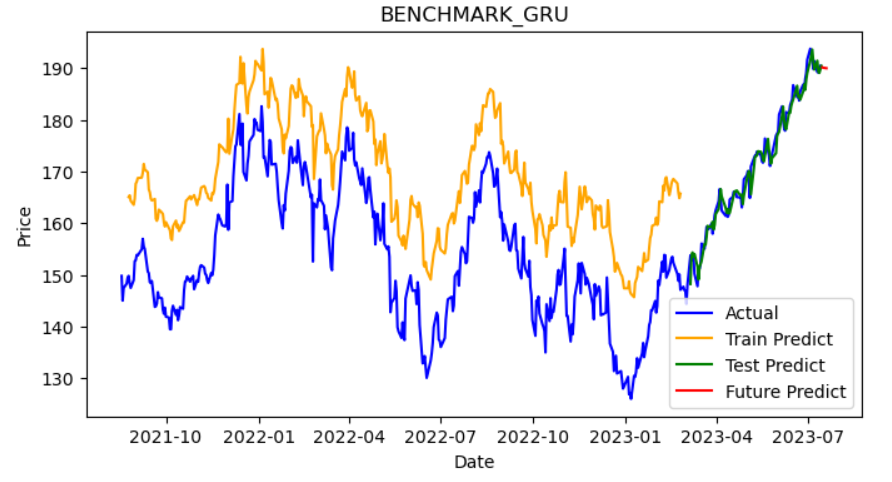 BENCHMARK_GRU
Price
190
180
170
160
150
140
130
Actual
Train Predict
Test Predict
Future Predict
2021-10 2022-01 2022-04 2022-07 2022-10 2023-01 2023-04 2023-07
Date